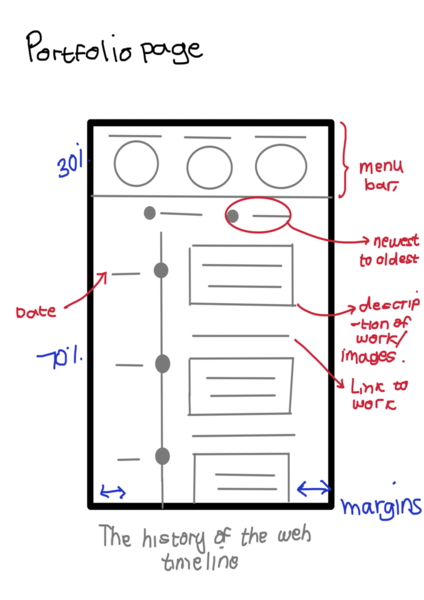 Portfolio page
30%
menu
bar,
newest
to oldest
Date
descrip
-tion of
work/
images.
70%
Link to
work
margins
The history of the web
timeline